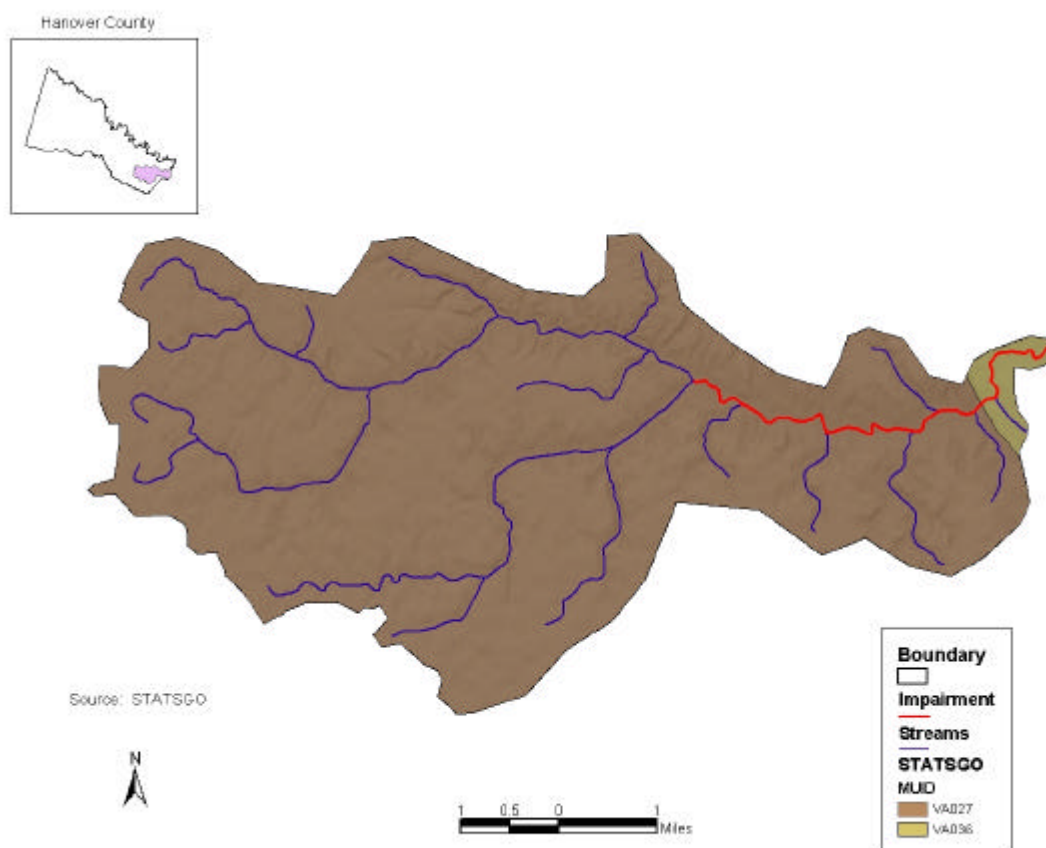 Hanover County
Source: STATSGO
N
1 0.5 0 1
Miles
Boundary
Impairment
Streams
STATSGO
MUID
VA027
VA036